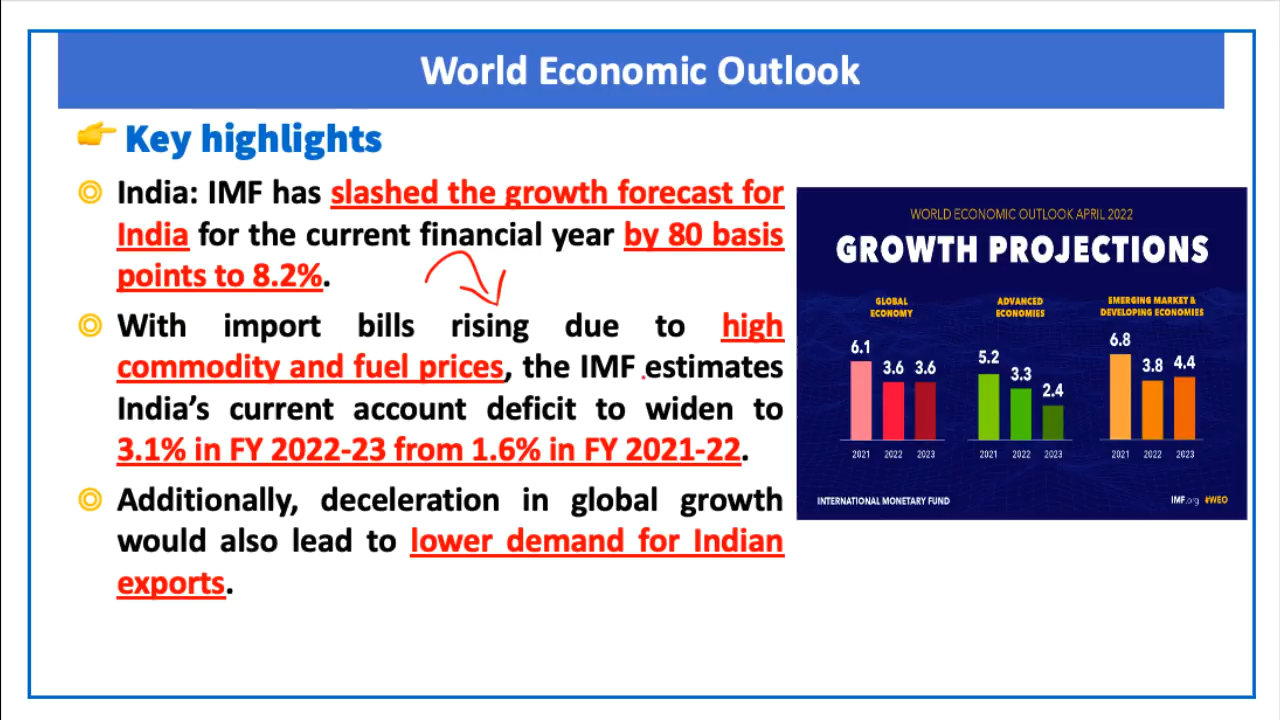 World Economic Outlook
Key highlights
India: IMF has slashed the growth forecast for
India for the current financial year by 80 basis
points to 8.2%.
With import bills rising due to high
commodity and fuel prices, the IMF estimates
India's current account deficit to widen to
3.1% in FY 2022-23 from 1.6% in FY 2021-22.
Additionally, deceleration in global growth
would also lead to lower demand for Indian
exports.
WORLD ECONOMIC OUTLOOK APRIL 2022
GROWTH PROJECTIONS
GLOBAL
ECONOMY
6.1 3.6 3.6
2021 2022 2023
ADVANCED
ECONOMIES
5.2 3.3 2.4
2021 2022 2023
EMERGING MARKET &
DEVELOPING ECONOMIES
6.8 3.8 4.4
2021 2022 2023
INTERNATIONAL MONETARY FUND
IMF.org #WEO